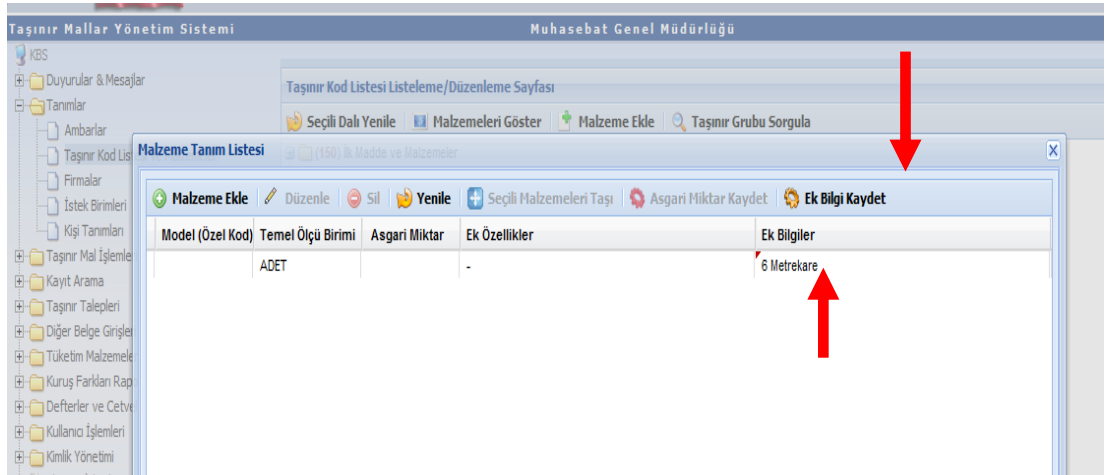 Taşınır Mallar Yönetim Sistemi
Muhasebat Genel Müdürlüğü
KBS
Duyurular & Mesajlar
Tanımlar
Ambarlar
Taşınır Kod Lis
Firmalar
İstek Birimleri
Kişi Tanımları
Taşınır Mal İşlemle
Kayıt Arama
Taşınır Talepleri
Diğer Belge Girişler
Tüketim Malzemele
Kuruş Farkları Rap
Defterler ve Cetve
Kullanıcı İşlemleri
Kimlik Yönetimi
Taşınır Kod Listesi Listeleme/Düzenleme Sayfası
Seçili Dalı Yenile Malzemeleri Göster Malzeme Ekle Taşınır Grubu Sorgula
(150) İlk Madde ve Malzemeler
Malzeme Tanım Listesi
Malzeme Ekle Düzenle Sil Yenile Seçili Malzemeleri Taşı Asgari Miktar Kaydet Ek Bilgi Kaydet
Model (Özel Kod) Temel Ölçü Birimi Asgari Miktar Ek Özellikler Ek Bilgiler
ADET - 6 Metrekare